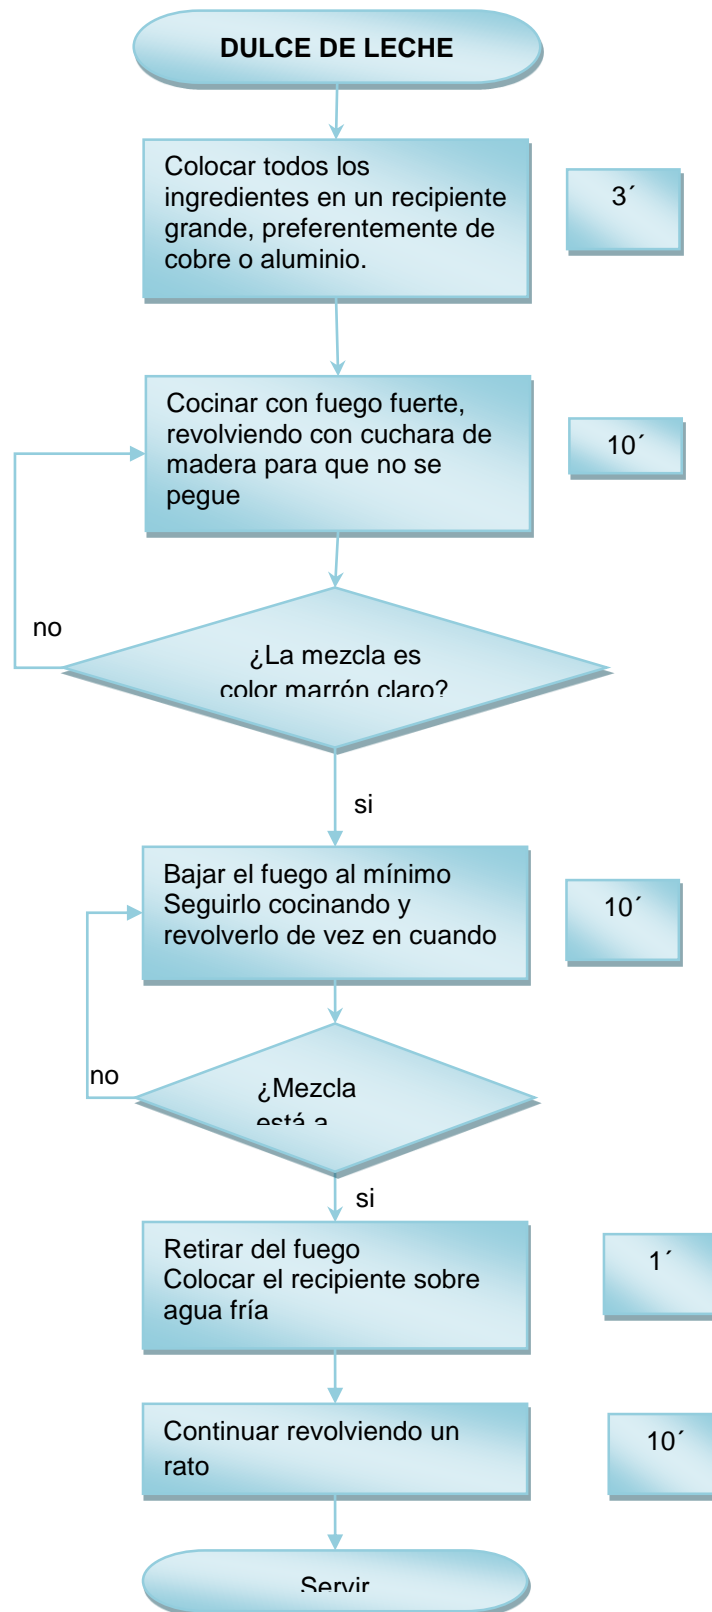 DULCE DE LECHE
Colocar todos los
ingredientes en un recipiente
grande, preferentemente de
cobre o aluminio.
3´
Cocinar con fuego fuerte,
revolviendo con cuchara de
madera para que no se
pegue
10´
no
¿La mezcla es
color marrón claro?
si
Bajar el fuego al mínimo
Seguirlo cocinando y
revolverlo de vez en cuando
10´
no
¿Mezcla
está a
si
Retirar del fuego
Colocar el recipiente sobre
agua fría
1´
Continuar revolviendo un
rato
10´
Servir